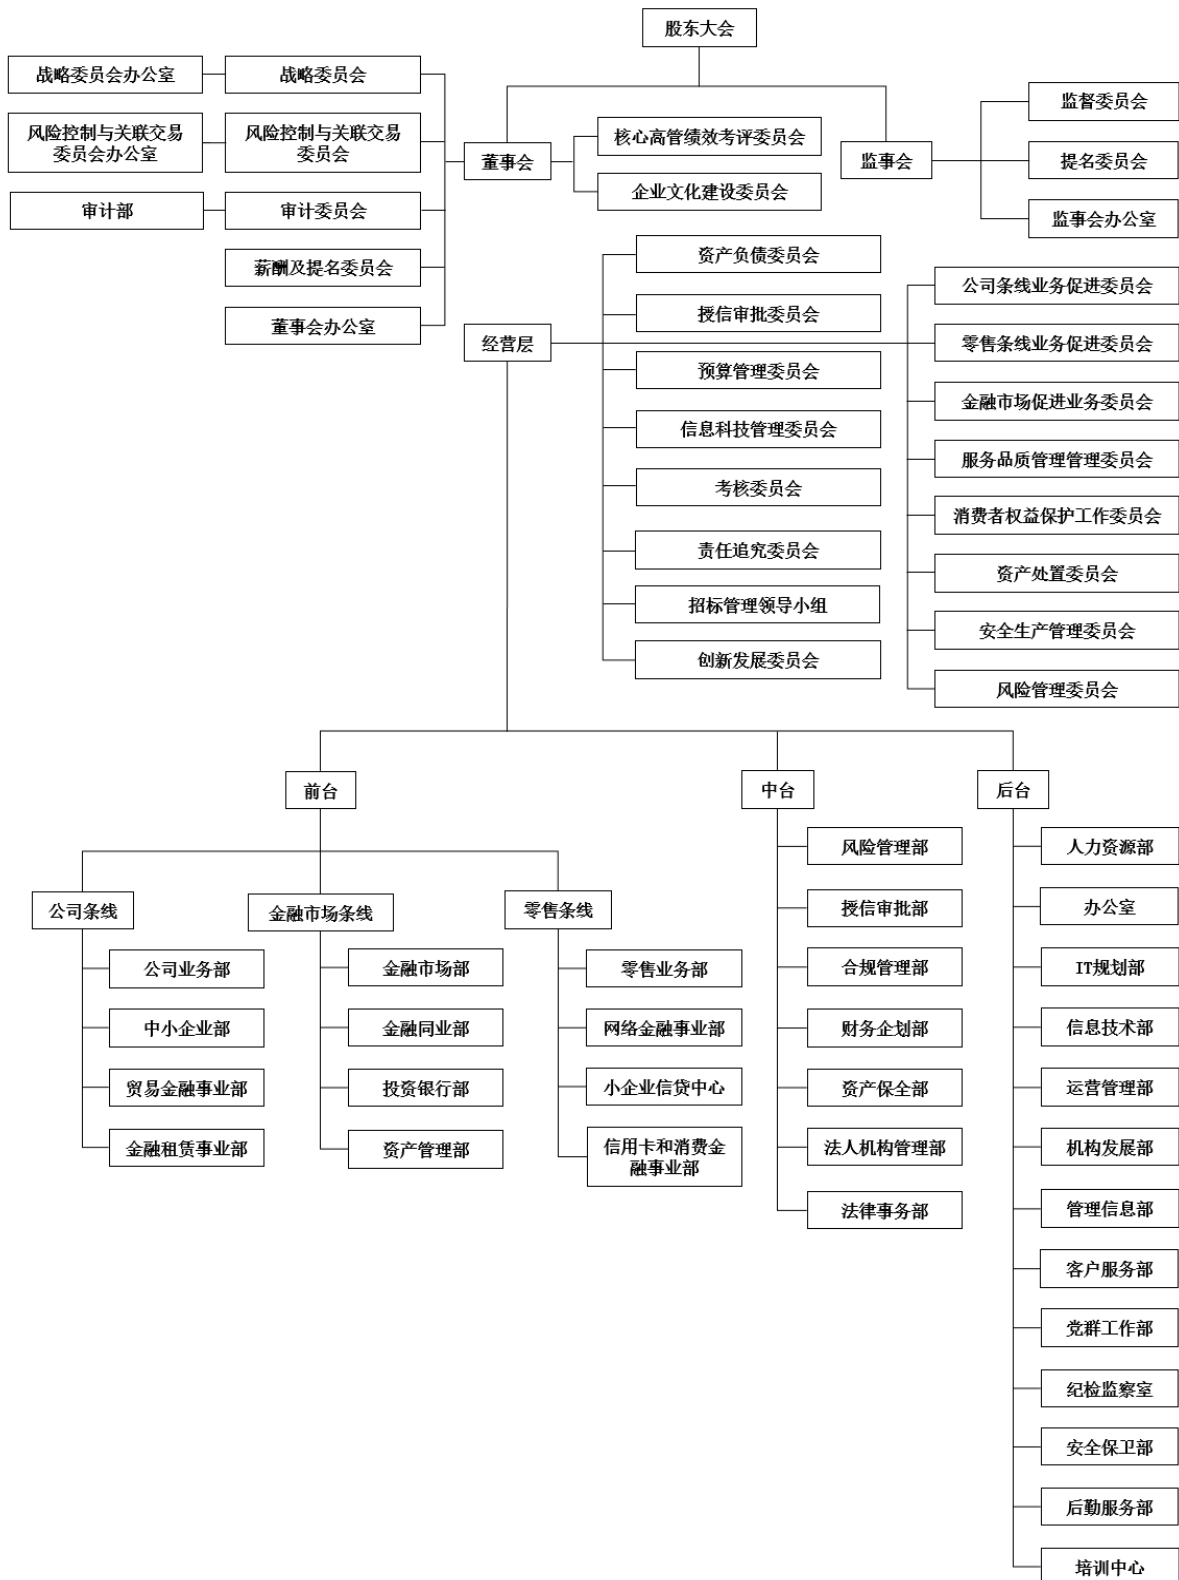 股东大会
战略委员会办公室
战略委员会
风险控制与关联交易
委员会办公室
风险控制与关联交易
委员会
审计部
审计委员会
薪酬及提名委员会
董事会办公室
董事会
核心高管绩效考评委员会
企业文化建设委员会
监事会
监督委员会
提名委员会
监事会办公室
经营层
资产负债委员会
授信审批委员会
预算管理委员会
信息科技管理委员会
考核委员会
责任追究委员会
招标管理领导小组
创新发展委员会
公司条线业务促进委员会
零售条线业务促进委员会
金融市场促进业务委员会
服务品质管理管理委员会
消费者权益保护工作委员会
资产处置委员会
安全生产管理委员会
风险管理委员会
前台
公司条线
公司业务部
中小企业部
贸易金融事业部
金融租赁事业部
金融市场条线
金融市场部
金融同业部
投资银行部
资产管理部
零售条线
零售业务部
网络金融事业部
小企业信贷中心
信用卡和消费金
融事业部
中台
风险管理部
授信审批部
合规管理部
财务企划部
资产保全部
法人机构管理部
法律事务部
后台
人力资源部
办公室
IT规划部
信息技术部
运营管理部
机构发展部
管理信息部
客户服务部
党群工作部
纪检监察室
安全保卫部
后勤服务部
培训中心